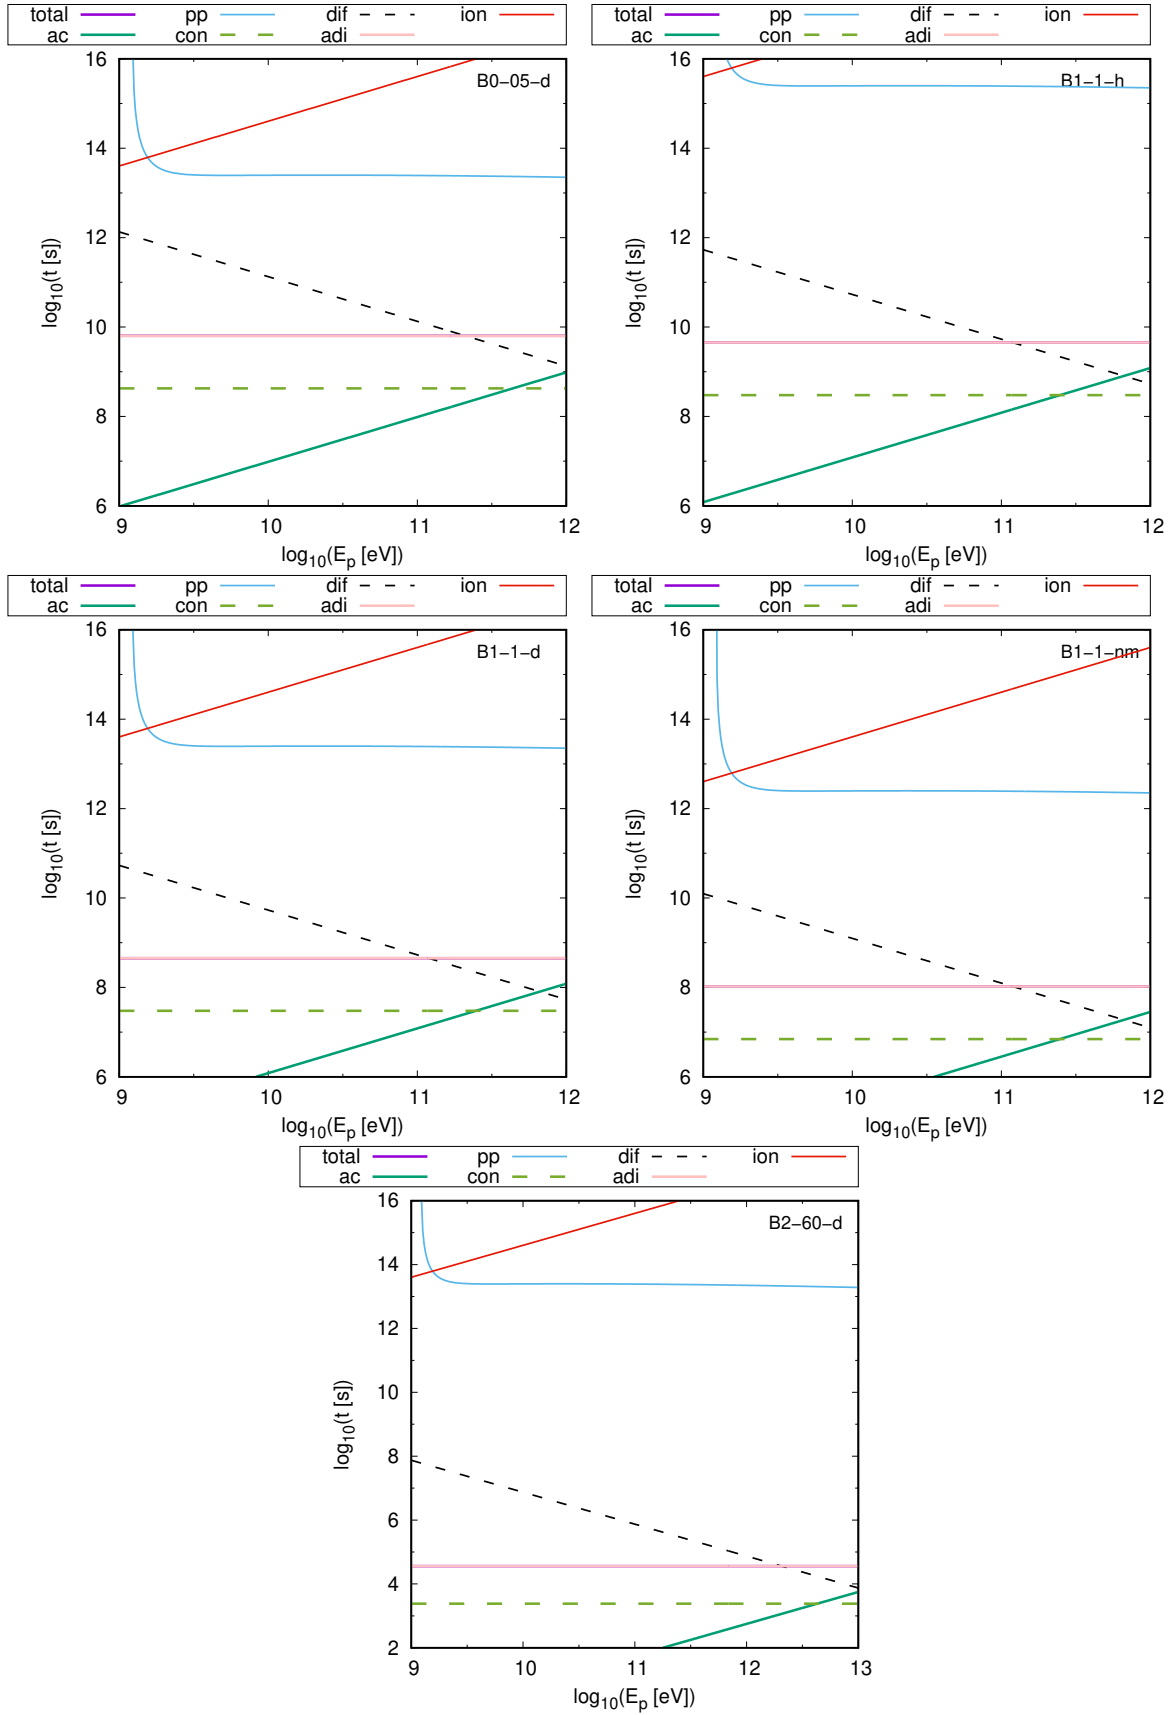 total pp dif ion
ac con adi
B0−05−d
16
14
12
10
8
6
log10(t [s])
9 10 11 12
log10(E_p [eV])
total pp dif ion
ac con adi
B1−1−h
16
14
12
10
8
6
log10(t [s])
9 10 11 12
log10(E_p [eV])
total pp dif ion
ac con adi
B1−1−d
16
14
12
10
8
6
log10(t [s])
9 10 11 12
log10(E_p [eV])
total pp dif ion
ac con adi
B1−1−nm
16
14
12
10
8
6
log10(t [s])
9 10 11 12
log10(E_p [eV])
total pp dif ion
ac con adi
B2−60−d
16
14
12
10
8
6
4
2
log10(t [s])
9 10 11 12 13
log10(E_p [eV])